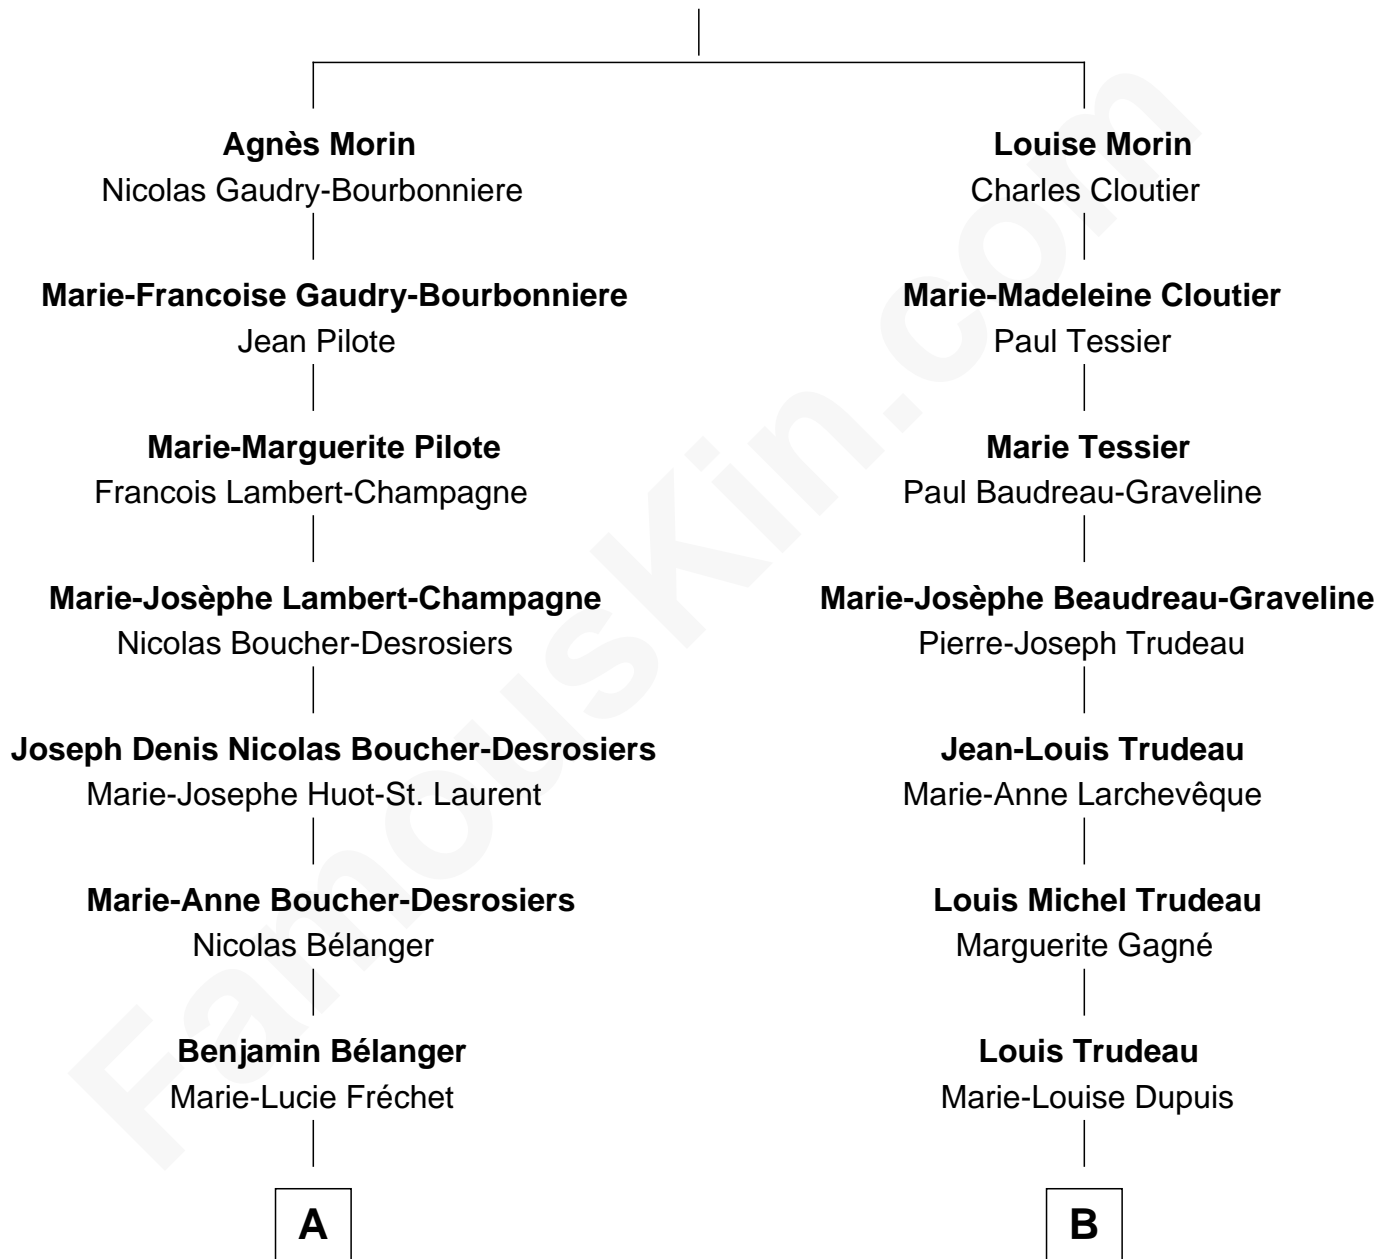 Agnès Morin
Nicolas Gaudry-Bourbonniere
Marie-Francoise Gaudry-Bourbonniere
Jean Pilote
Marie-Marguerite Pilote
Francois Lambert-Champagne
Marie-Josèphe Lambert-Champagne
Nicolas Boucher-Desrosiers
Joseph Denis Nicolas Boucher-Desrosiers
Marie-Josephe Huot-St. Laurent
Marie-Anne Boucher-Desrosiers
Nicolas Bélanger
Benjamin Bélanger
Marie-Lucie Fréchet
A
Louise Morin
Charles Cloutier
Marie-Madeleine Cloutier
Paul Tessier
Marie Tessier
Paul Baudreau-Graveline
Marie-Josèphe Beaudreau-Graveline
Pierre-Joseph Trudeau
Jean-Louis Trudeau
Marie-Anne Larchevêque
Louis Michel Trudeau
Marguerite Gagné
Louis Trudeau
Marie-Louise Dupuis
B
FamousKin.com